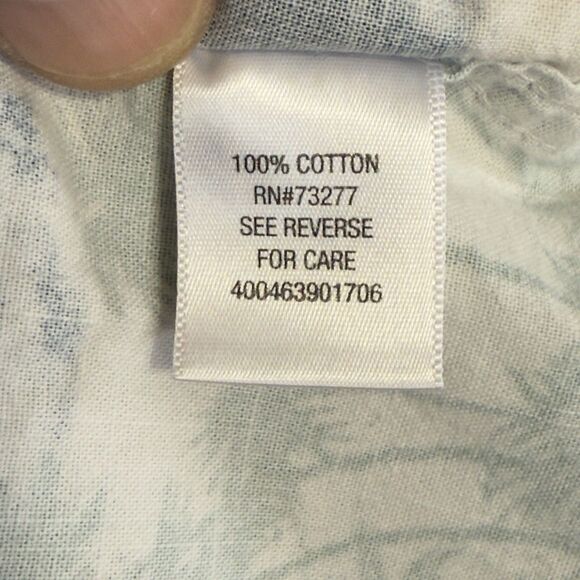 100% COTTON
RN#73277
SEE REVERSE
FOR CARE
400463901706